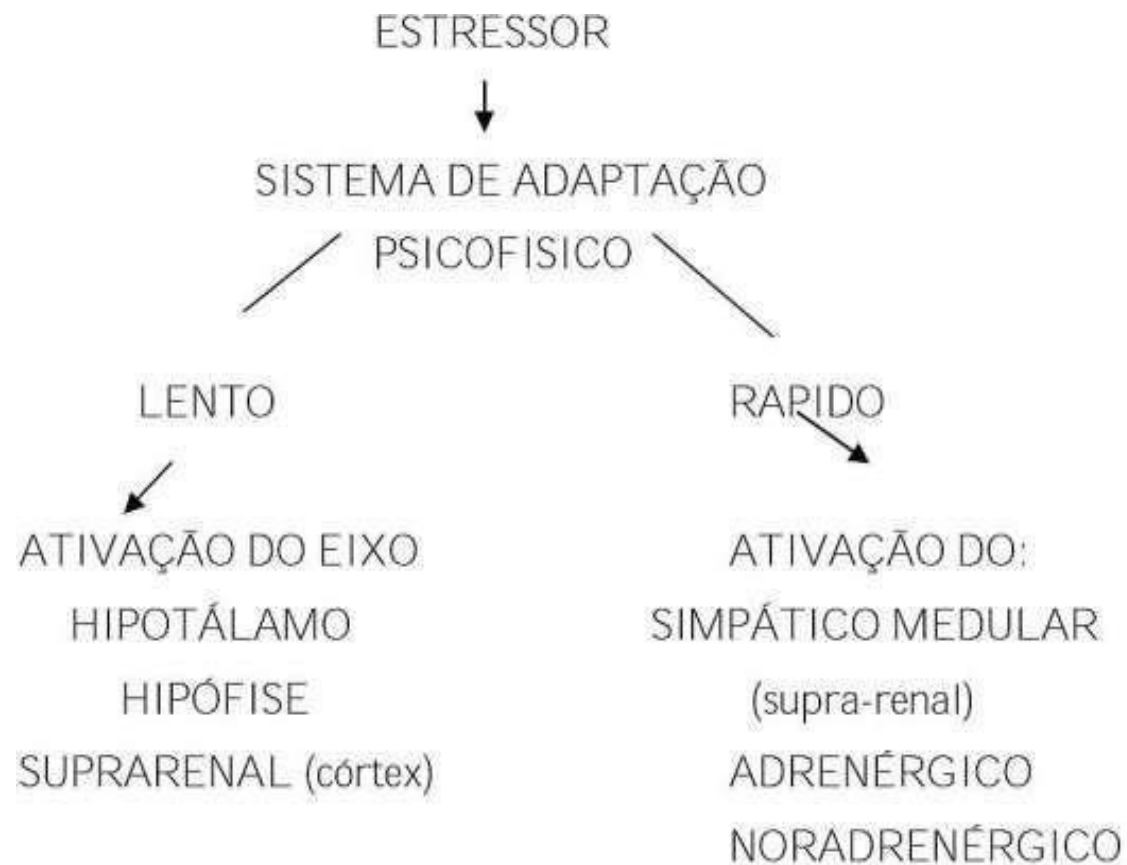 ESTRESSOR
SISTEMA DE ADAPTAÇÃO
PSICOFISICO
LENTO
RAPIDO
ATIVAÇÃO DO EIXO
HIPOTÁLAMO
HIPÓFISE
SUPRARENAL (córtex)
ATIVAÇÃO DO:
SIMPÁTICO MEDULAR
(supra-renal)
ADRENÉRGICO
NORADRENÉRGICO